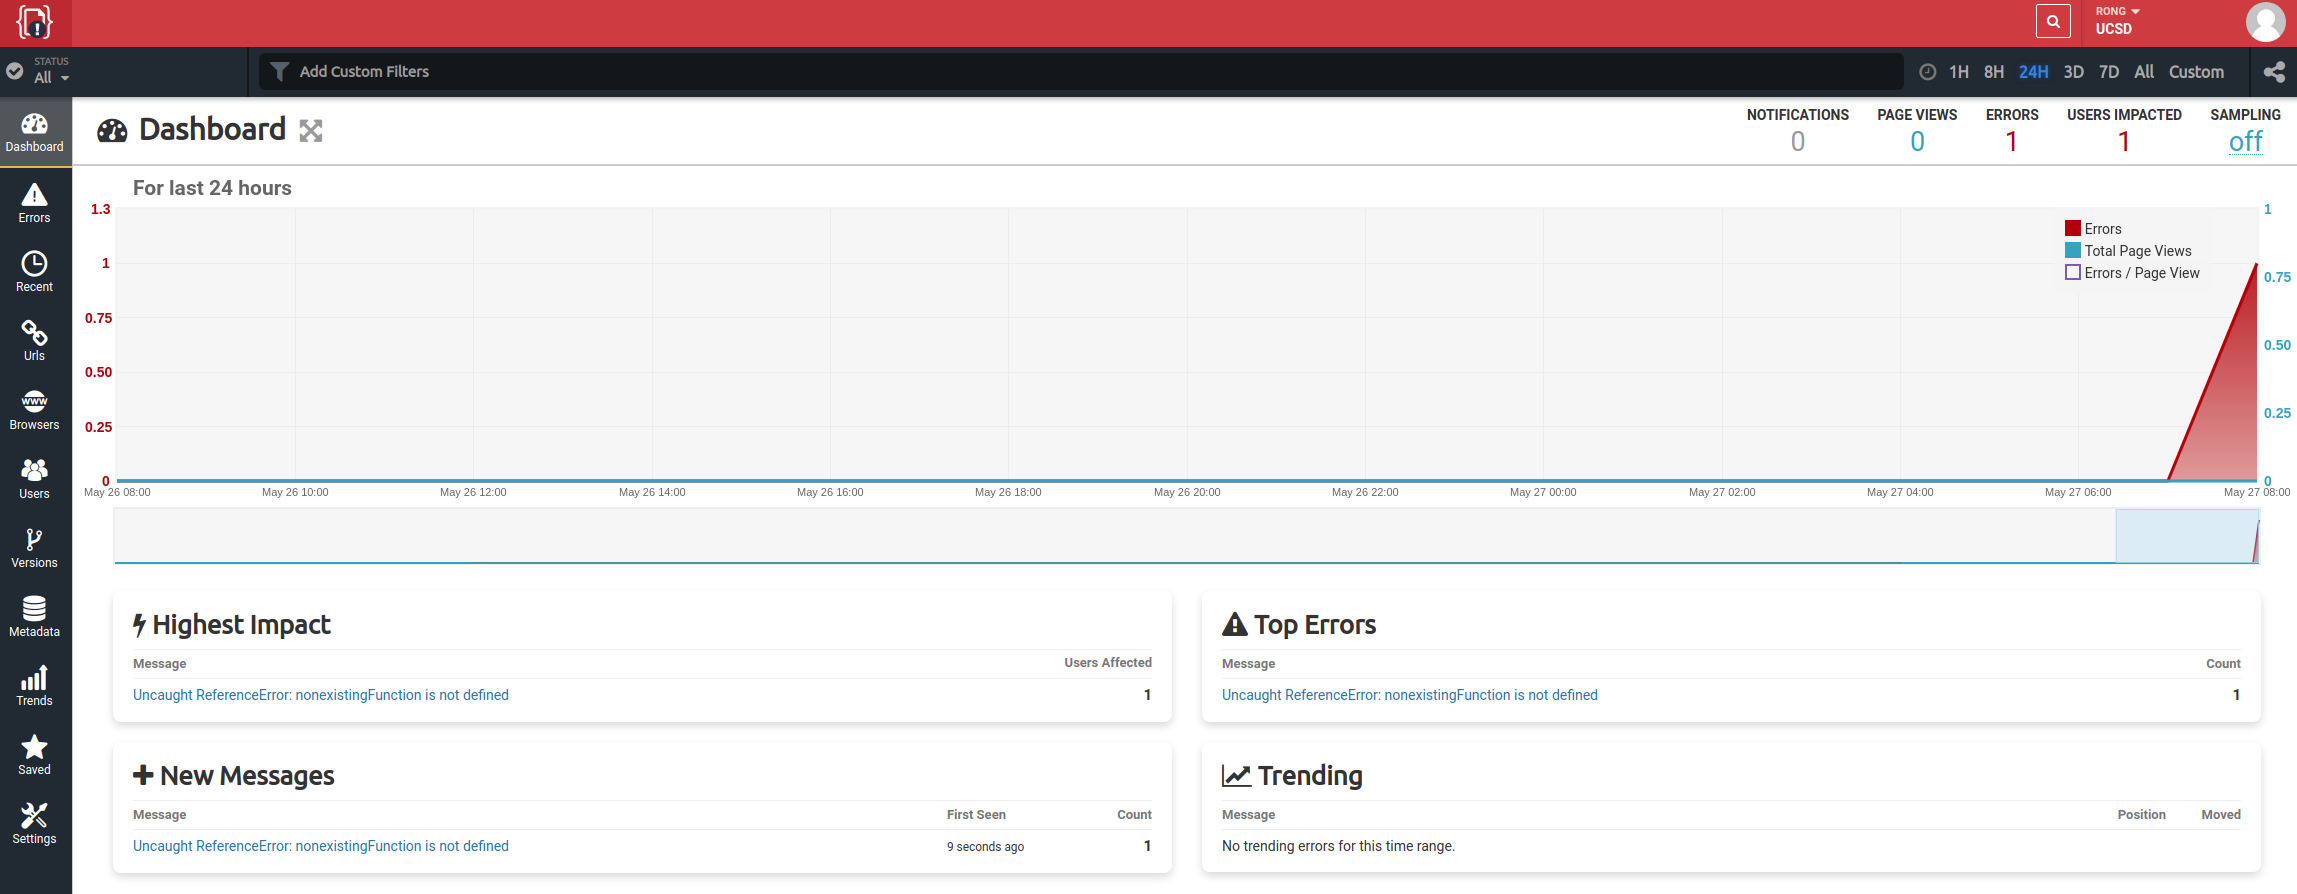 RONG
UCSD
STATUS
All
Add Custom Filters
1H 8H 24H 3D 7D All Custom
Dashboard
Errors
Recent
Urls
WWW
Browsers
Users
Versions
Metadata
Trends
Saved
Settings
Dashboard
NOTIFICATIONS PAGE VIEWS ERRORS USERS IMPACTED SAMPLING
0 0 1 1 off
For last 24 hours
1.3
1
0.75
0.50
0.25
0
Errors
Total Page Views
Errors / Page View
1
0.75
0.50
0.25
0
May 26 08:00 May 26 10:00 May 26 12:00 May 26 14:00 May 26 16:00 May 26 18:00 May 26 20:00 May 26 22:00 May 27 00:00 May 27 02:00 May 27 04:00 May 27 06:00 May 27 08:00
Highest Impact
Message Users Affected
Uncaught ReferenceError: nonexistingFunction is not defined 1
Top Errors
Message Count
Uncaught ReferenceError: nonexistingFunction is not defined 1
New Messages
Message First Seen Count
Uncaught ReferenceError: nonexistingFunction is not defined 9 seconds ago 1
Trending
Message Position Moved
No trending errors for this time range.